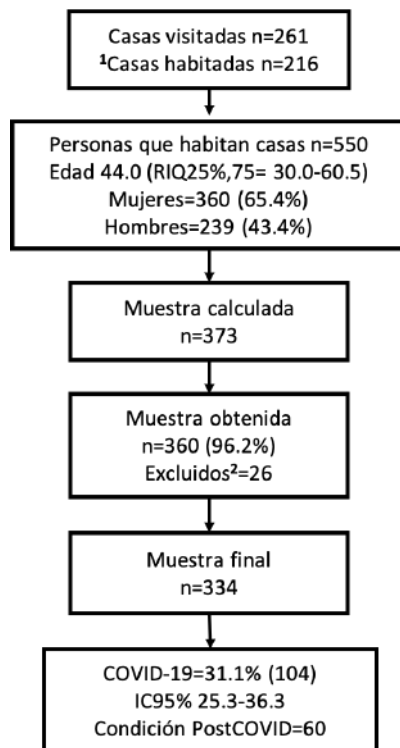 Casas visitadas n=261
¹Casas habitadas n=216
Personas que habitan casas n=550
Edad 44.0 (RIQ25%,75= 30.0-60.5)
Mujeres=360 (65.4%)
Hombres=239 (43.4%)
Muestra calculada
n=373
Muestra obtenida
n=360 (96.2%)
Excluidos²=26
Muestra final
n=334
COVID-19=31.1% (104)
IC95% 25.3-36.3
Condición PostCOVID=60